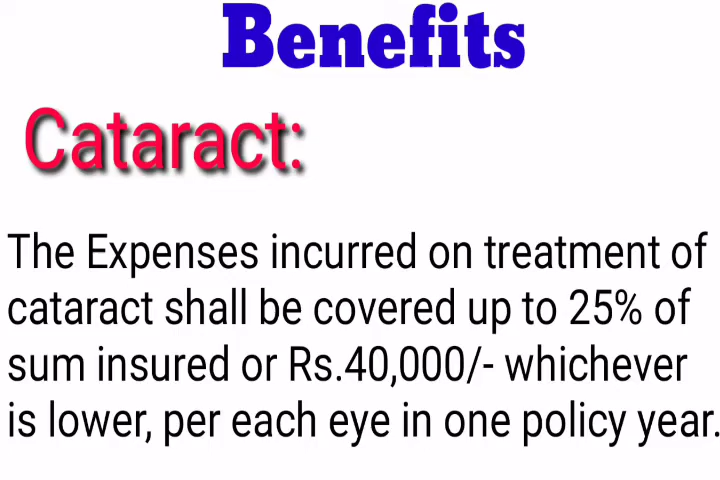 Benefits
Cataract:
The Expenses incurred on treatment of
cataract shall be covered up to 25% of
sum insured or Rs.40,000/- whichever
is lower, per each eye in one policy year.